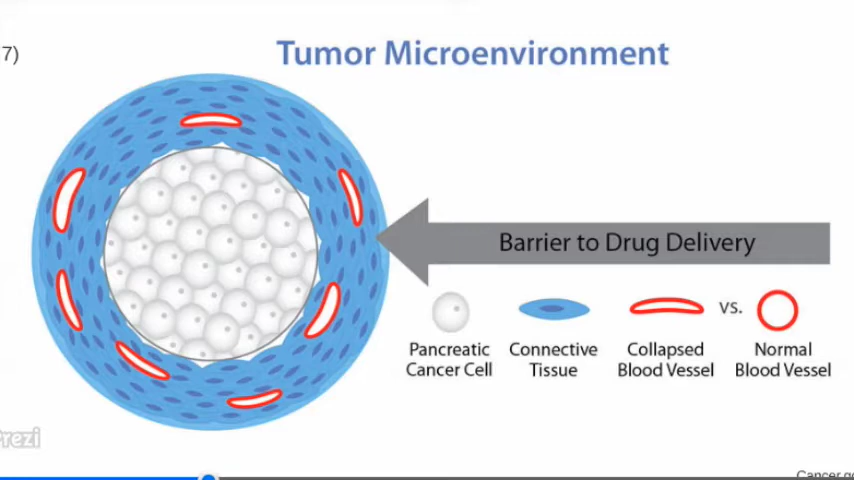 7)
Tumor Microenvironment
Barrier to Drug Delivery
vs.
Pancreatic
Cancer Cell
Connective
Tissue
Collapsed
Blood Vessel
Normal
Blood Vessel
Prezi